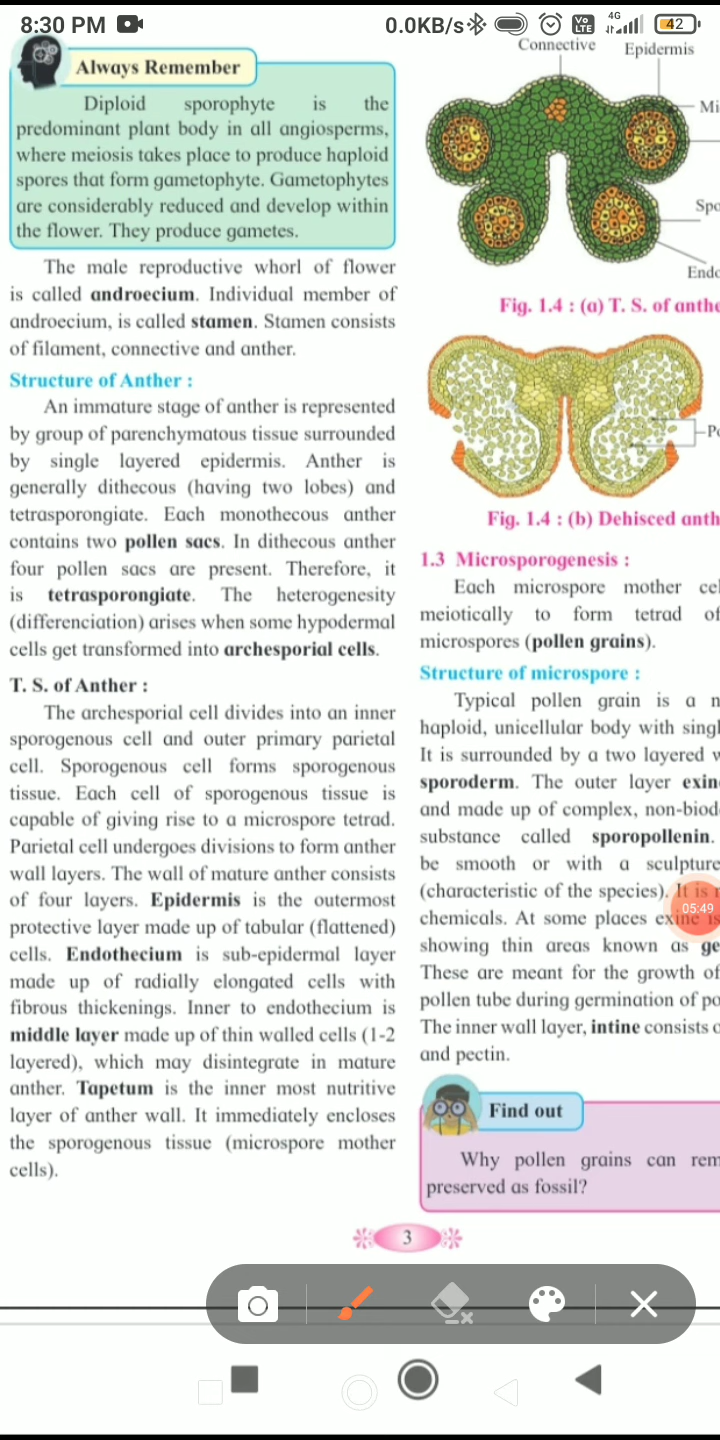 8:30 PM
0.0KB/s
Vo LTE
4G
42
Always Remember
Diploid sporophyte is the
predominant plant body in all angiosperms,
where meiosis takes place to produce haploid
spores that form gametophyte. Gametophytes
are considerably reduced and develop within
the flower. They produce gametes.
The male reproductive whorl of flower
is called androecium. Individual member of
androecium, is called stamen. Stamen consists
of filament, connective and anther.
Structure of Anther :
An immature stage of anther is represented
by group of parenchymatous tissue surrounded
by single layered epidermis. Anther is
generally dithecous (having two lobes) and
tetrasporongiate. Each monothecous anther
contains two pollen sacs. In dithecous anther
four pollen sacs are present. Therefore, it
is tetrasporongiate. The heterogenesity
(differenciation) arises when some hypodermal
cells get transformed into archesporial cells.
T. S. of Anther :
The archesporial cell divides into an inner
sporogenous cell and outer primary parietal
cell. Sporogenous cell forms sporogenous
tissue. Each cell of sporogenous tissue is
capable of giving rise to a microspore tetrad.
Parietal cell undergoes divisions to form anther
wall layers. The wall of mature anther consists
of four layers. Epidermis is the outermost
protective layer made up of tabular (flattened)
cells. Endothecium is sub-epidermal layer
made up of radially elongated cells with
fibrous thickenings. Inner to endothecium is
middle layer made up of thin walled cells (1-2
layered), which may disintegrate in mature
anther. Tapetum is the inner most nutritive
layer of anther wall. It immediately encloses
the sporogenous tissue (microspore mother
cells).
Connective
Epidermis
Mi
Spo
Endo
Fig. 1.4 : (a) T. S. of anthe
Po
Fig. 1.4 : (b) Dehisced anth
1.3 Microsporogenesis :
Each microspore mother cel
meiotically to form tetrad of
microspores (pollen grains).
Structure of microspore :
Typical pollen grain is a n
haploid, unicellular body with singl
It is surrounded by a two layered w
sporoderm. The outer layer exin
and made up of complex, non-biod
substance called sporopollenin.
be smooth or with a sculpture
(characteristic of the species). It is
05:49
chemicals. At some places exine is
showing thin areas known as ge
These are meant for the growth of
pollen tube during germination of po
The inner wall layer, intine consists
and pectin.
Find out
Why pollen grains can rem
preserved as fossil?
3